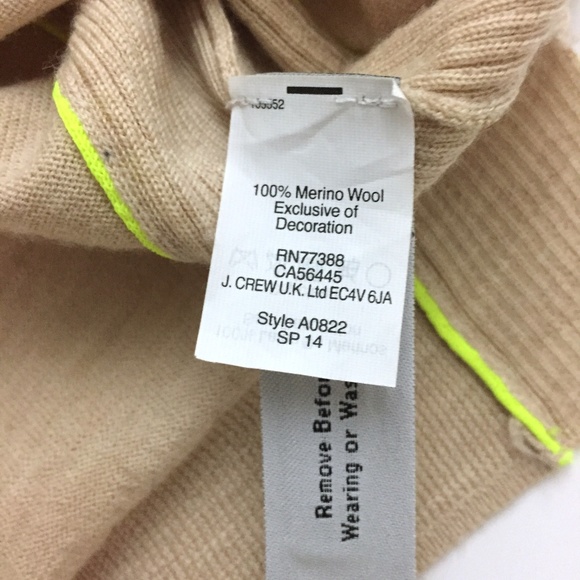 100% Merino Wool
Exclusive of
Decoration
RN77388
CA56445
J. CREW U.K. Ltd EC4V 6JA
Style A0822
SP 14
Remove Before
Wearing or Was